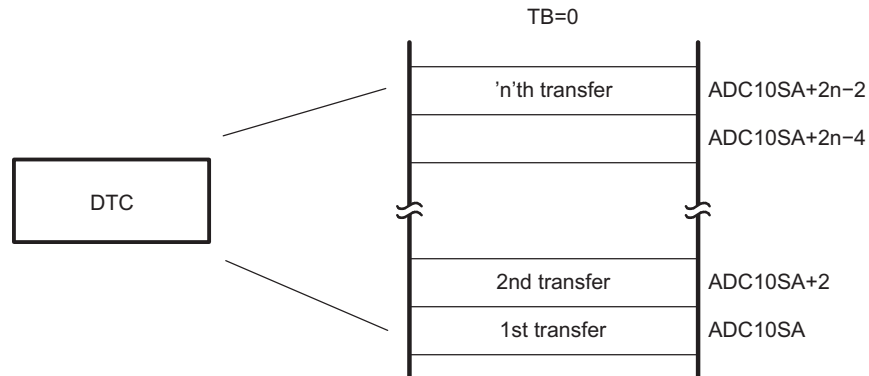 TB=0
’n’th transfer
ADC10SA+2n−2
ADC10SA+2n−4
DTC
2nd transfer
ADC10SA+2
1st transfer
ADC10SA